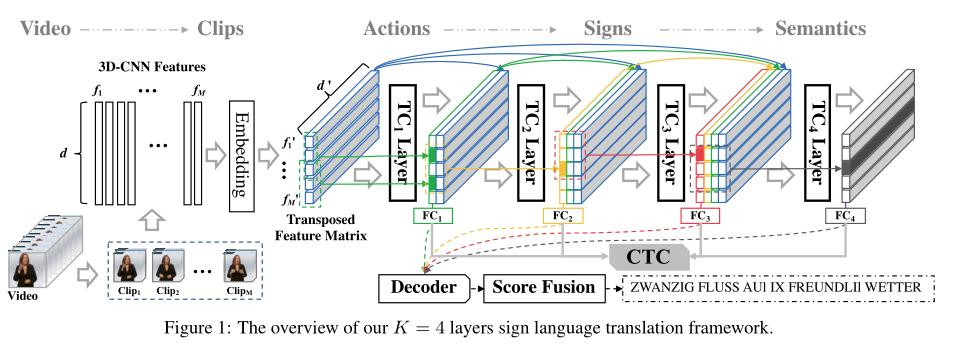 Video Clips Actions Signs Semantics
3D-CNN Features
f1 ... fM
d
Embedding
d'
f1'
...
fM'
Transposed
Feature Matrix
TC1 Layer
TC2 Layer
TC3 Layer
TC4 Layer
FC1 FC2 FC3 FC4
CTC
Video
Clip1 Clip2 ... ClipM
Decoder Score Fusion ZWANZIG FLUSS AUI IX FREUNDLII WETTER
Figure 1: The overview of our K = 4 layers sign language translation framework.